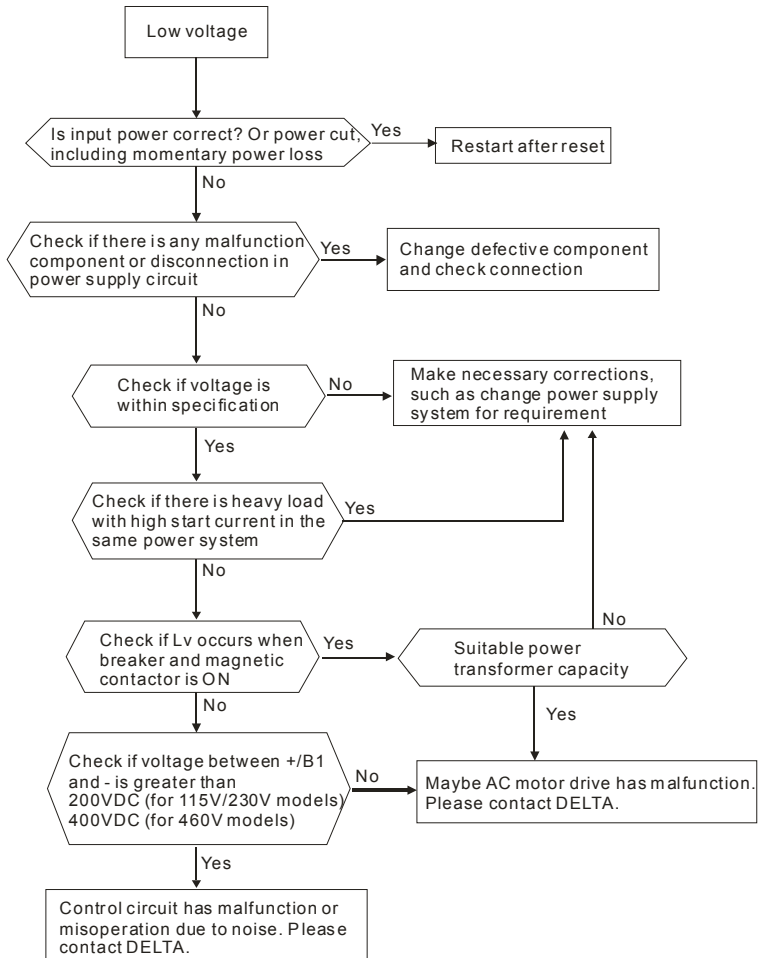 Low voltage
Is input power correct? Or power cut,
including momentary power loss
Yes
Restart after reset
No
Check if there is any malfunction
component or disconnection in
power supply circuit
Yes
Change defective component
and check connection
No
Check if voltage is
within specification
No
Make necessary corrections,
such as change power supply
system for requirement
Yes
Check if there is heavy load
with high start current in the
same power system
Yes
No
Check if Lv occurs when
breaker and magnetic
contactor is ON
Yes
Suitable power
transformer capacity
No
No
Yes
Check if voltage between +/B1
and - is greater than
200VDC (for 115V/230V models)
400VDC (for 460V models)
No
Maybe AC motor drive has malfunction.
Please contact DELTA.
Yes
Control circuit has malfunction or
misoperation due to noise. Please
contact DELTA.